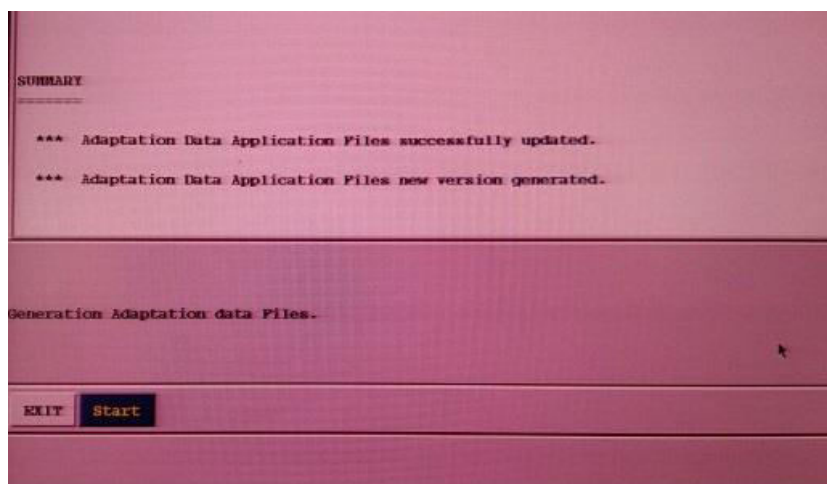 SUMMARY
=======
*** Adaptation Data Application Files successfully updated.
*** Adaptation Data Application Files new version generated.
Generation Adaptation data Files.
EXIT Start